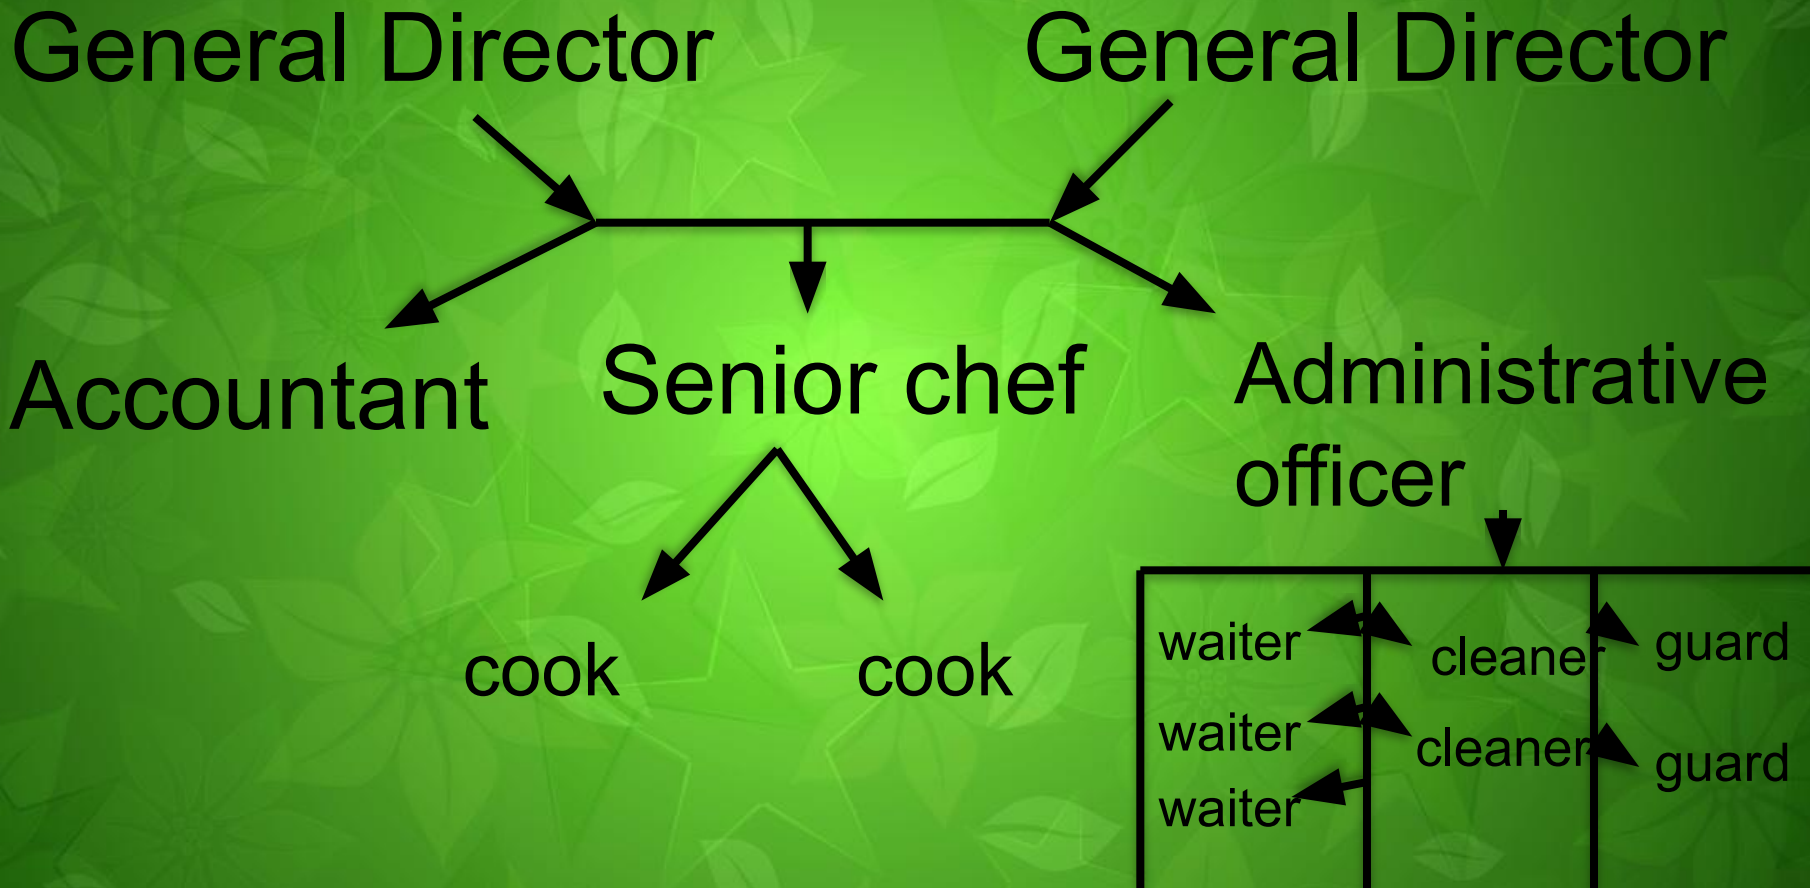 General Director
General Director
Accountant
Senior chef
Administrative
officer
cook
cook
waiter
cleaner
guard
waiter
cleaner
guard
waiter